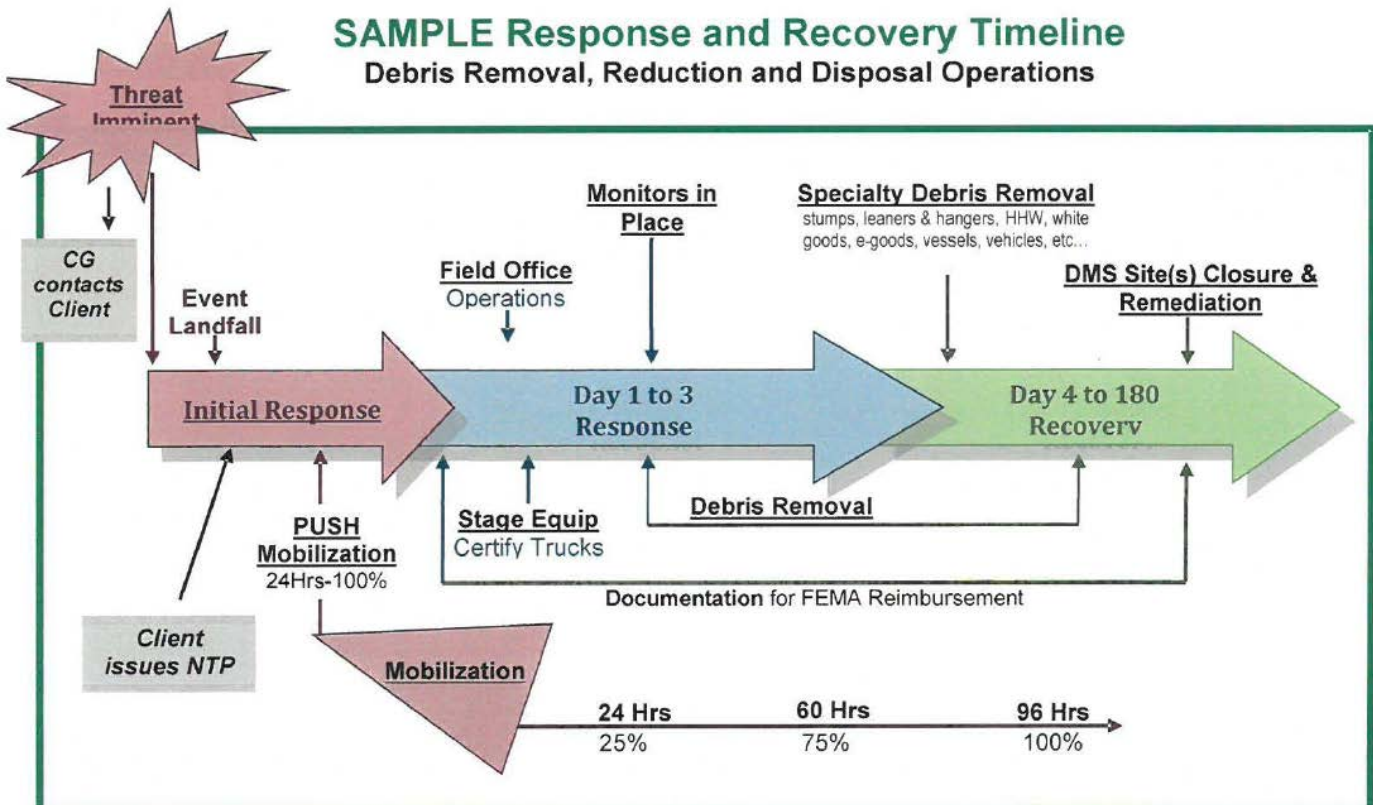 SAMPLE Response and Recovery Timeline
Debris Removal, Reduction and Disposal Operations
Threat
Imminent
CG
contacts
Client
Event
Landfall
Field Office
Operations
Monitors in
Place
Specialty Debris Removal
stumps, leaners & hangers, HHW, white
goods, e-goods, vessels, vehicles, etc...
DMS Site(s) Closure &
Remediation
Initial Response
Day 1 to 3
Response
Day 4 to 180
Recovery
PUSH
Mobilization
24Hrs-100%
Stage Equip
Certify Trucks
Debris Removal
Documentation for FEMA Reimbursement
Client
issues NTP
Mobilization
24 Hrs
25%
60 Hrs
75%
96 Hrs
100%